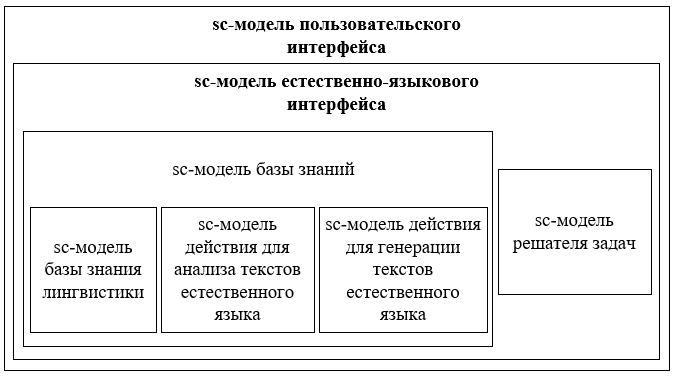 sc-модель пользовательского
интерфейса
sc-модель естественно-языкового
интерфейса
sc-модель базы знаний
sc-модель
базы знания
лингвистики
sc-модель
действия для
анализа текстов
естественного
языка
sc-модель действия
для генерации
текстов
естественного
языка
sc-модель
решателя задач